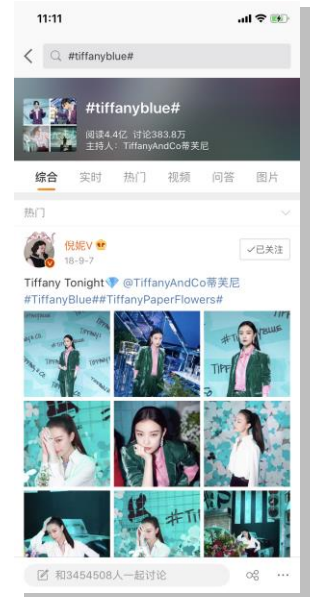 11:11
#tiffanyblue#
#tiffanyblue#
阅读4.4亿 讨论383.8万
主持人：TiffanyAndCo蒂芙尼
综合 实时 热门 视频 问答 图片
热门
倪妮V
18-9-7
✓已关注
Tiffany Tonight💎 @TiffanyAndCo蒂芙尼
#TiffanyBlue##TiffanyPaperFlowers#
和3454508人一起讨论